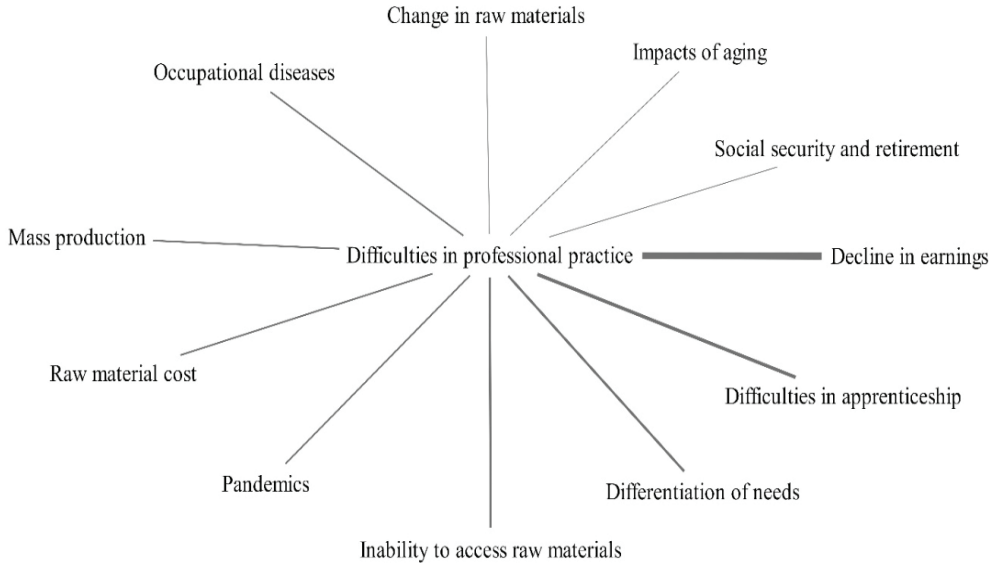 Change in raw materials
Impacts of aging
Occupational diseases
Social security and retirement
Mass production
Difficulties in professional practice
Decline in earnings
Raw material cost
Difficulties in apprenticeship
Pandemics
Differentiation of needs
Inability to access raw materials